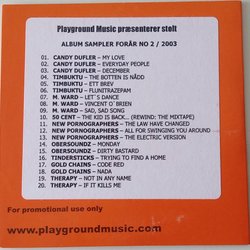 Playground Music præsenterer stolt
ALBUM SAMPLER FORÅR NO 2 / 2003
01. CANDY DUFLER – MY LOVE
02. CANDY DUFLER – EVERYDAY PEOPLE
03. CANDY DUFLER – DECEMBER
04. TIMBUKTU – THE BOTTEN IS NÅDD
05. TIMBUKTU – ETT BREV
06. TIMBUKTU – FLUNITRAZEPAM
07. M. WARD – LET´S DANCE
08. M. WARD – VINCENT O´BRIEN
09. M. WARD – SAD, SAD SONG
10. 50 CENT – THE KID IS BACK... (REWIND: THE MIXTAPE)
11. NEW PORNOGRAPHERS – THE LAW HAVE CHANGED
12. NEW PORNOGRAPHERS – ALL FOR SWINGING YOU AROUND
13. NEW PORNOGRAPHERS – THE ELECTRIC VERSION
14. OBERSOUNDZ – MONDAY
15. OBERSOUNDZ – DIRTY BASTARD
16. TINDERSTICKS – TRYING TO FIND A HOME
17. GOLD CHAINS – CODE RED
18. GOLD CHAINS – NADA
19. THERAPY – NOT IN ANY NAME
20. THERAPY – IF IT KILLS ME
For promotional use only
www.playgroundmusic.com